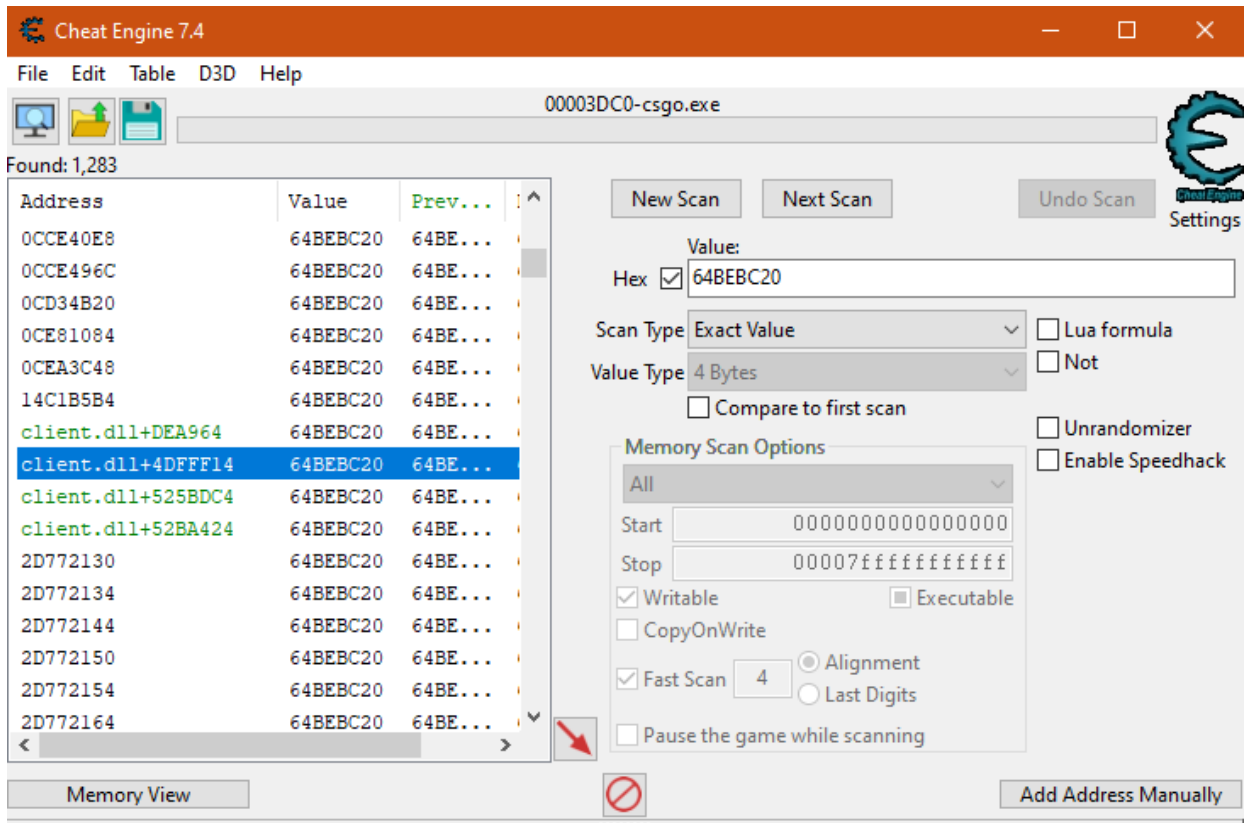 Cheat Engine 7.4
File Edit Table D3D Help
00003DC0-csgo.exe
Found: 1,283
Address Value Prev...
0CCE40E8 64BEBC20 64BE...
0CCE496C 64BEBC20 64BE...
0CD34B20 64BEBC20 64BE...
0CE81084 64BEBC20 64BE...
0CEA3C48 64BEBC20 64BE...
14C1B5B4 64BEBC20 64BE...
client.dll+DEA964 64BEBC20 64BE...
client.dll+4DFFF14 64BEBC20 64BE...
client.dll+525BDC4 64BEBC20 64BE...
client.dll+52BA424 64BEBC20 64BE...
2D772130 64BEBC20 64BE...
2D772134 64BEBC20 64BE...
2D772144 64BEBC20 64BE...
2D772150 64BEBC20 64BE...
2D772154 64BEBC20 64BE...
2D772164 64BEBC20 64BE...
Memory View
New Scan Next Scan Undo Scan
Cheat Engine
Settings
Value:
Hex 64BEBC20
Scan Type Exact Value
Lua formula
Value Type 4 Bytes
Not
Compare to first scan
Unrandomizer
Enable Speedhack
Memory Scan Options
All
Start 0000000000000000
Stop 00007fffffffffff
Writable Executable
CopyOnWrite
Fast Scan 4 Alignment
Last Digits
Pause the game while scanning
Add Address Manually